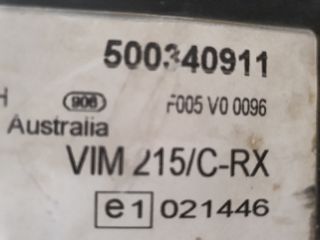 500340911
H 906 F005 V0 0096
Australia
VIM 215/C-RX
e1 021446